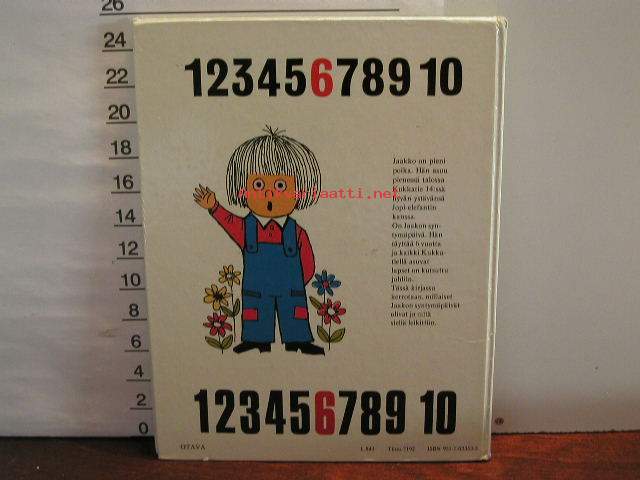 26
24
22
20
18
16
14
12
10
8
6
4
2
0
12345678910
Jaakko on pieni
poika. Hän asuu
pienessä talossa
Kukkatie 14:ssä
hyvän ystävänsä
Jopi-elefantin
kanssa.
On Jaakon syn-
tymäpäivä. Hän
täyttää 6 vuotta
ja kaikki Kukka-
tiellä asuvat
lapset on kutsuttu
juhliin.
Tässä kirjassa
kerrotaan, millaiset
Jaakon syntymäpäivät
olivat ja mitä
siellä leikittiin.
12345678910
OTAVA